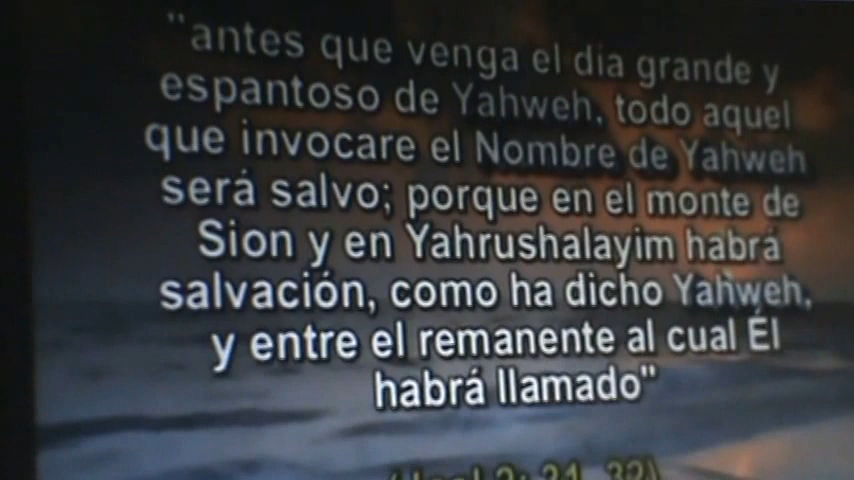 "antes que venga el día grande y
espantoso de Yahweh, todo aquel
que invocare el Nombre de Yahweh
será salvo; porque en el monte de
Sion y en Yahrushalayim habrá
salvación, como ha dicho Yahweh,
y entre el remanente al cual Él
habrá llamado"